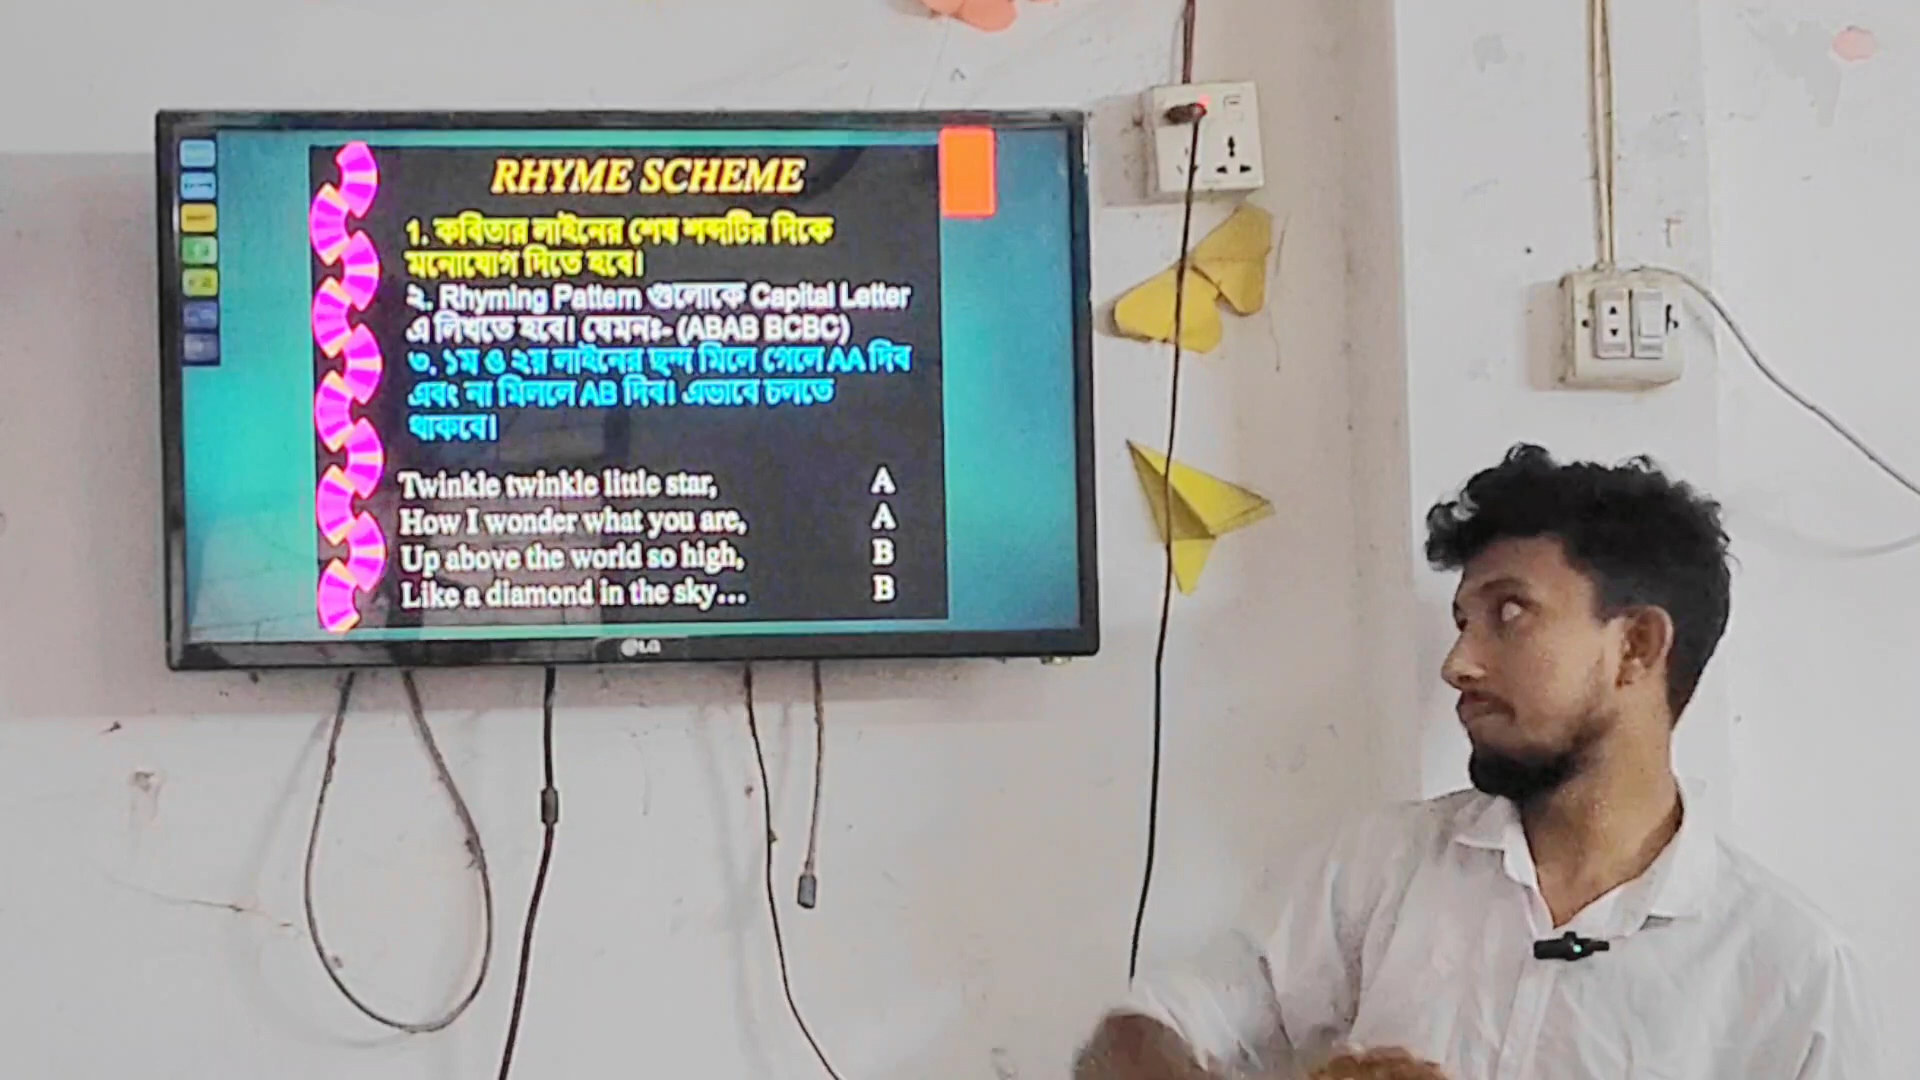 RHYME SCHEME
1. কবিতার লাইনের শেষ শব্দটির দিকে
মনোযোগ দিতে হবে।
২. Rhyming Pattern গুলোকে Capital Letter
এ লিখতে হবে। যেমনঃ- (ABAB BCBC)
৩. ১ম ও ২য় লাইনের ছন্দ মিলে গেলে AA দিব
এবং না মিললে AB দিব। এভাবে চলতে
থাকবে।
Twinkle twinkle little star, A
How I wonder what you are, A
Up above the world so high, B
Like a diamond in the sky... B
LG